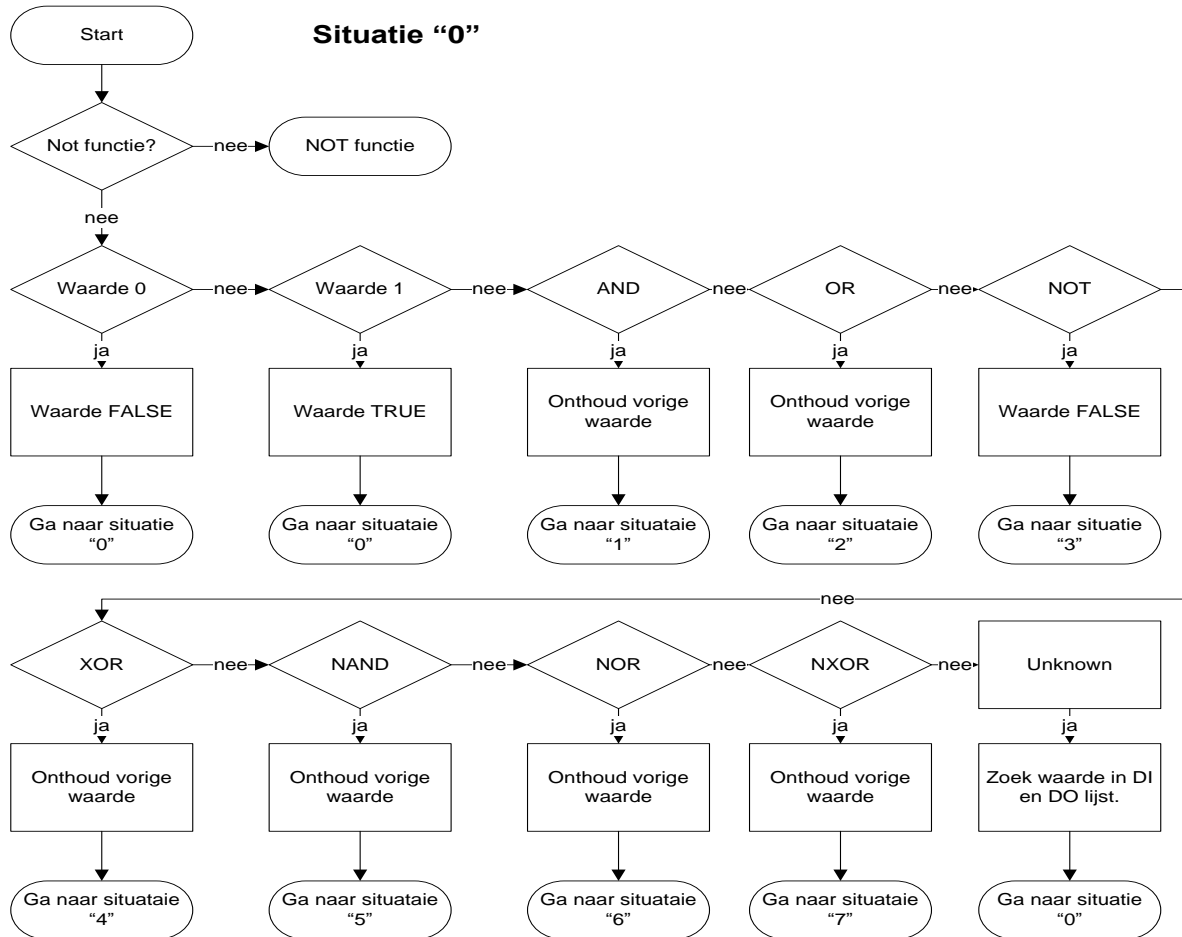 Start
Situatie “0”
Not functie?
nee
NOT functie
nee
Waarde 0
nee
Waarde 1
nee
AND
nee
OR
nee
NOT
ja
ja
ja
ja
ja
Waarde FALSE
Waarde TRUE
Onthoud vorige
waarde
Onthoud vorige
waarde
Waarde FALSE
Ga naar situatie
“0”
Ga naar situataie
“0”
Ga naar situataie
“1”
Ga naar situataie
“2”
Ga naar situatie
“3”
nee
XOR
nee
NAND
nee
NOR
nee
NXOR
nee
Unknown
ja
ja
ja
ja
ja
Onthoud vorige
waarde
Onthoud vorige
waarde
Onthoud vorige
waarde
Onthoud vorige
waarde
Zoek waarde in DI
en DO lijst.
Ga naar situataie
“4”
Ga naar situataie
“5”
Ga naar situataie
“6”
Ga naar situataie
“7”
Ga naar situatie
“0”